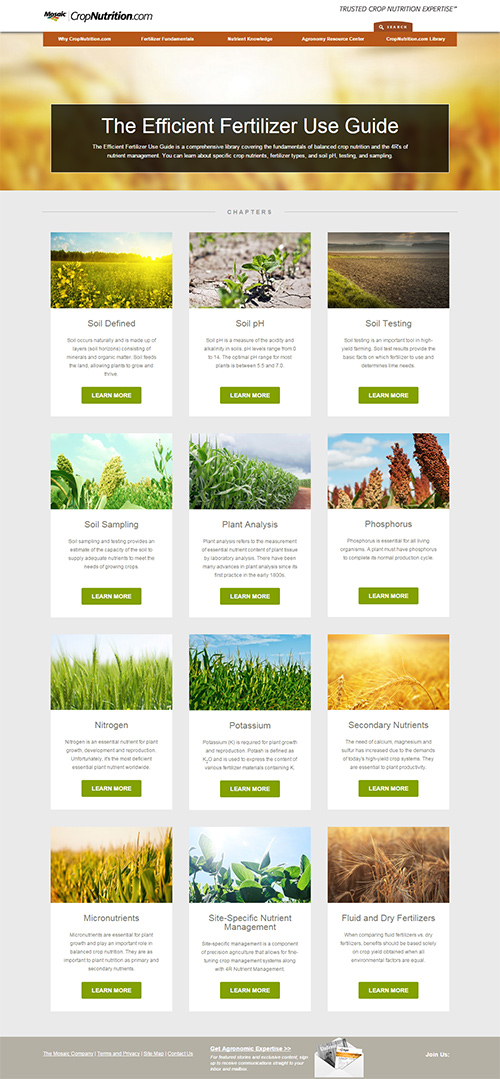 Mosaic CropNutrition.com
TRUSTED CROP NUTRITION EXPERTISE℠
SEARCH
Why CropNutrition.com Fertilizer Fundamentals Nutrient Knowledge Agronomy Resource Center CropNutrition.com Library
The Efficient Fertilizer Use Guide
The Efficient Fertilizer Use Guide is a comprehensive library covering the fundamentals of balanced crop nutrition and the 4R's of
nutrient management. You can learn about specific crop nutrients, fertilizer types, and soil pH, testing, and sampling.
CHAPTERS
Soil Defined
Soil occurs naturally and is made up of
layers (soil horizons) consisting of
minerals and organic matter. Soil feeds
the land, allowing plants to grow and
thrive.
LEARN MORE
Soil pH
Soil pH is a measure of the acidity and
alkalinity in soils. pH levels range from 0
to 14. The optimal pH range for most
plants is between 5.5 and 7.0.
LEARN MORE
Soil Testing
Soil testing is an important tool in high-
yield farming. Soil test results provide the
basic facts on which fertilizer to use and
determines lime needs.
LEARN MORE
Soil Sampling
Soil sampling and testing provides an
estimate of the capacity of the soil to
supply adequate nutrients to meet the
needs of growing crops.
LEARN MORE
Plant Analysis
Plant analysis refers to the measurement
of essential nutrient content of plant tissue
by laboratory analysis. There have been
many advances in plant analysis since its
first practice in the early 1800s.
LEARN MORE
Phosphorus
Phosphorus is essential for all living
organisms. A plant must have phosphorus
to complete its normal production cycle.
LEARN MORE
Nitrogen
Nitrogen is an essential nutrient for plant
growth, development and reproduction.
Unfortunately, it's the most deficient
essential plant nutrient worldwide.
LEARN MORE
Potassium
Potassium (K) is required for plant growth
and reproduction. Potash is defined as
K₂O and is used to express the content of
various fertilizer materials containing K.
LEARN MORE
Secondary Nutrients
The need of calcium, magnesium and
sulfur has increased due to the demands
of today's high-yield crop systems. They
are essential to plant productivity.
LEARN MORE
Micronutrients
Micronutrients are essential for plant
growth and play an important role in
balanced crop nutrition. They are as
important to plant nutrition as primary and
secondary nutrients.
LEARN MORE
Site-Specific Nutrient
Management
Site-specific management is a component
of precision agriculture that allows for fine-
tuning crop management systems along
with 4R Nutrient Management.
LEARN MORE
Fluid and Dry Fertilizers
When comparing fluid fertilizers vs. dry
fertilizers, benefits should be based solely
on crop yield obtained when all
environmental factors are equal.
LEARN MORE
The Mosaic Company | Terms and Privacy | Site Map | Contact Us
Get Agronomic Expertise >>
For featured stories and exclusive content, sign
up to receive communications straight to your
inbox and mailbox.
Join Us: